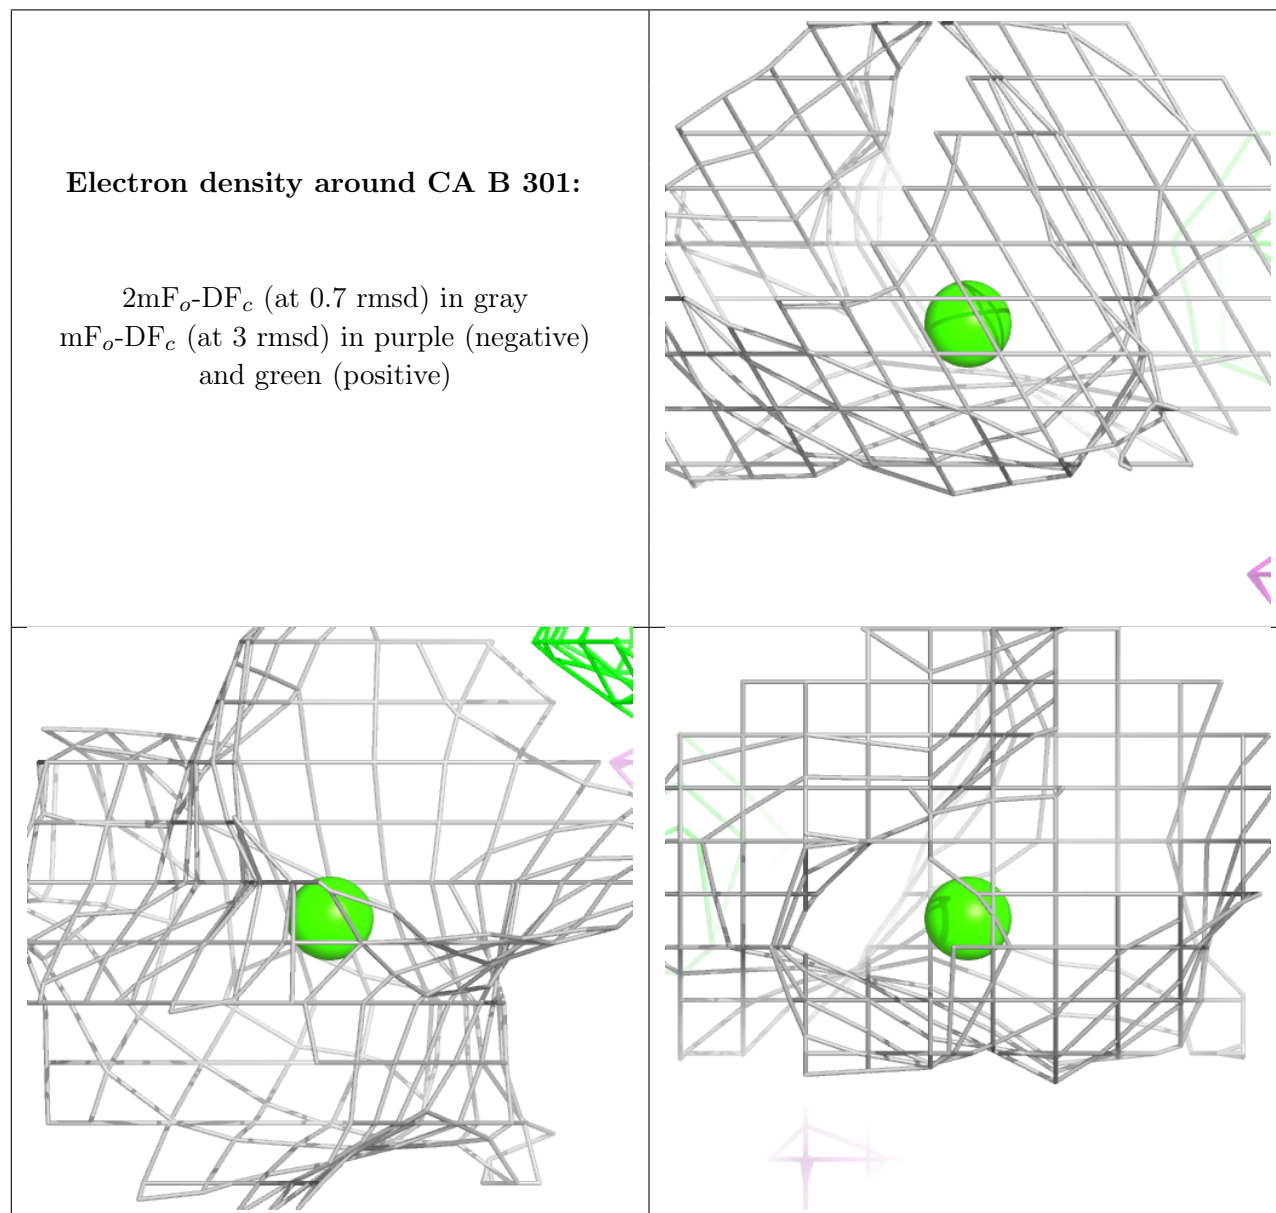 Electron density around CA B 301:
2mFo-DFc (at 0.7 rmsd) in gray
mFo-DFc (at 3 rmsd) in purple (negative)
and green (positive)